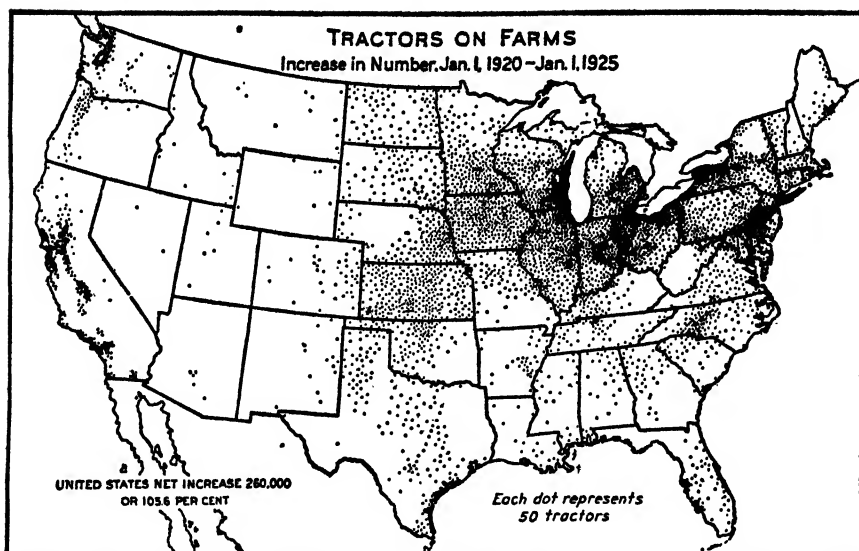 TRACTORS ON FARMS
Increase in Number, Jan. 1, 1920-Jan. 1, 1925
UNITED STATES NET INCREASE 260,000
OR 105.6 PER CENT
Each dot represents
50 tractors